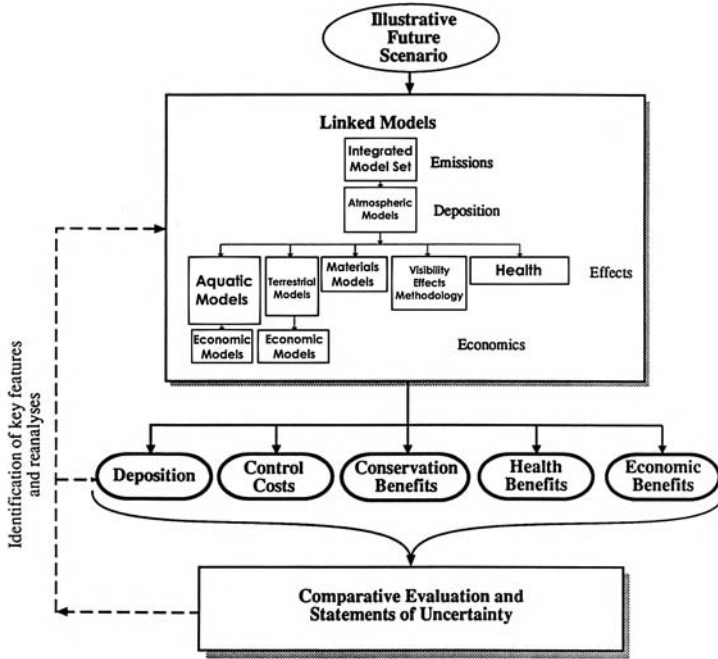 Illustrative
Future
Scenario
Linked Models
Integrated
Model Set
Emissions
Atmospheric
Models
Deposition
Aquatic
Models
Terrestrial
Models
Materials
Models
Visibility
Effects
Methodology
Health
Effects
Economic
Models
Economic
Models
Economics
Identification of key features
and reanalyses
Deposition
Control
Costs
Conservation
Benefits
Health
Benefits
Economic
Benefits
Comparative Evaluation and
Statements of Uncertainty